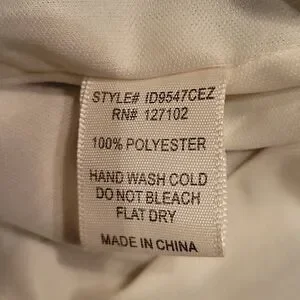 STYLE# ID9547CEZ
RN# 127102
100% POLYESTER
HAND WASH COLD
DO NOT BLEACH
FLAT DRY
MADE IN CHINA